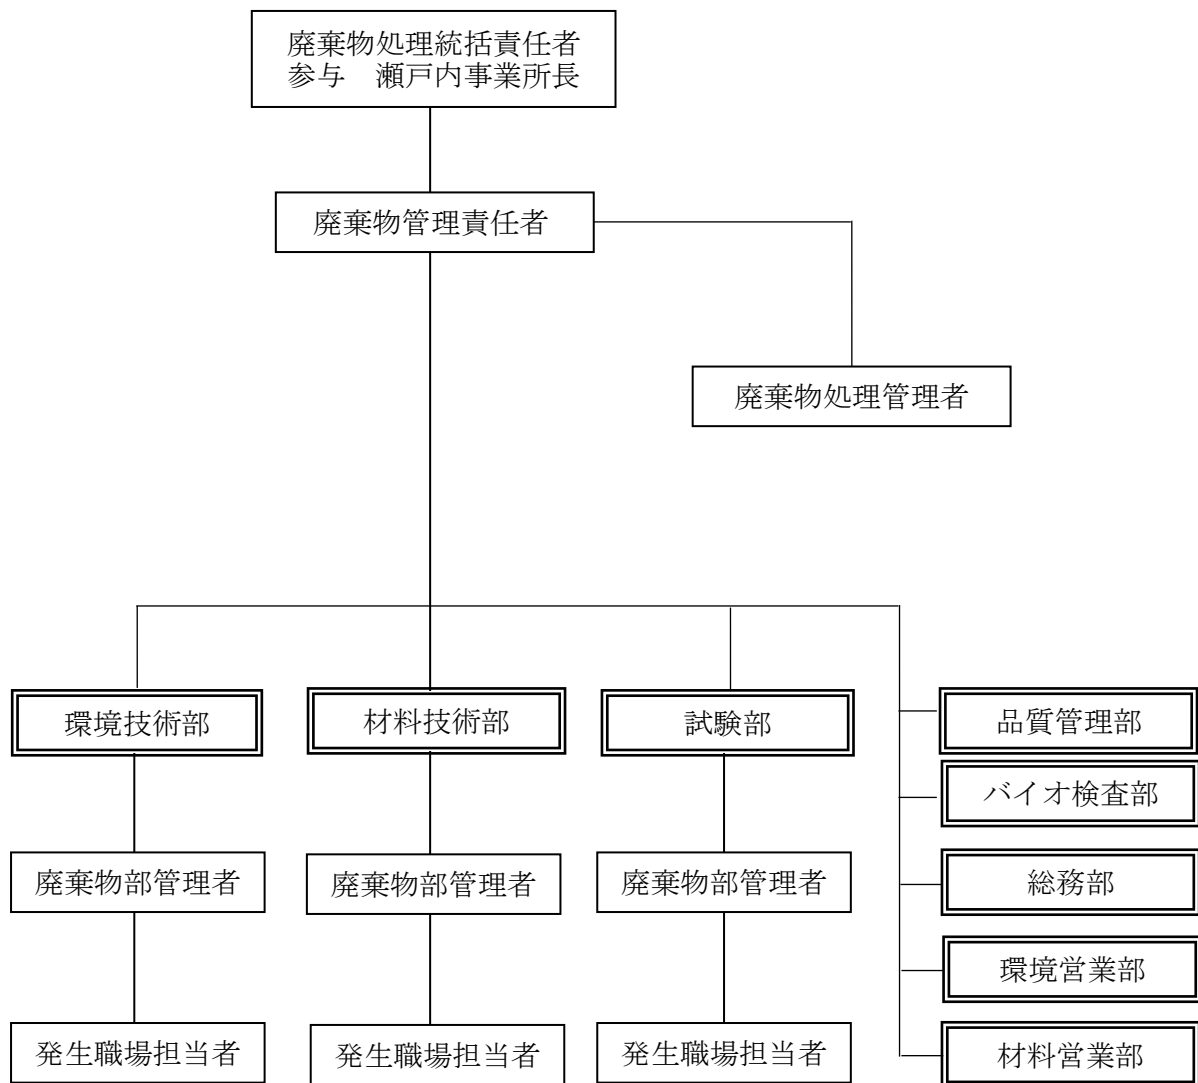 廃棄物処理統括責任者
参与　瀬戸内事業所長
廃棄物管理責任者
廃棄物処理管理者
環境技術部
材料技術部
試験部
品質管理部
バイオ検査部
廃棄物部管理者
廃棄物部管理者
廃棄物部管理者
総務部
環境営業部
発生職場担当者
発生職場担当者
発生職場担当者
材料営業部